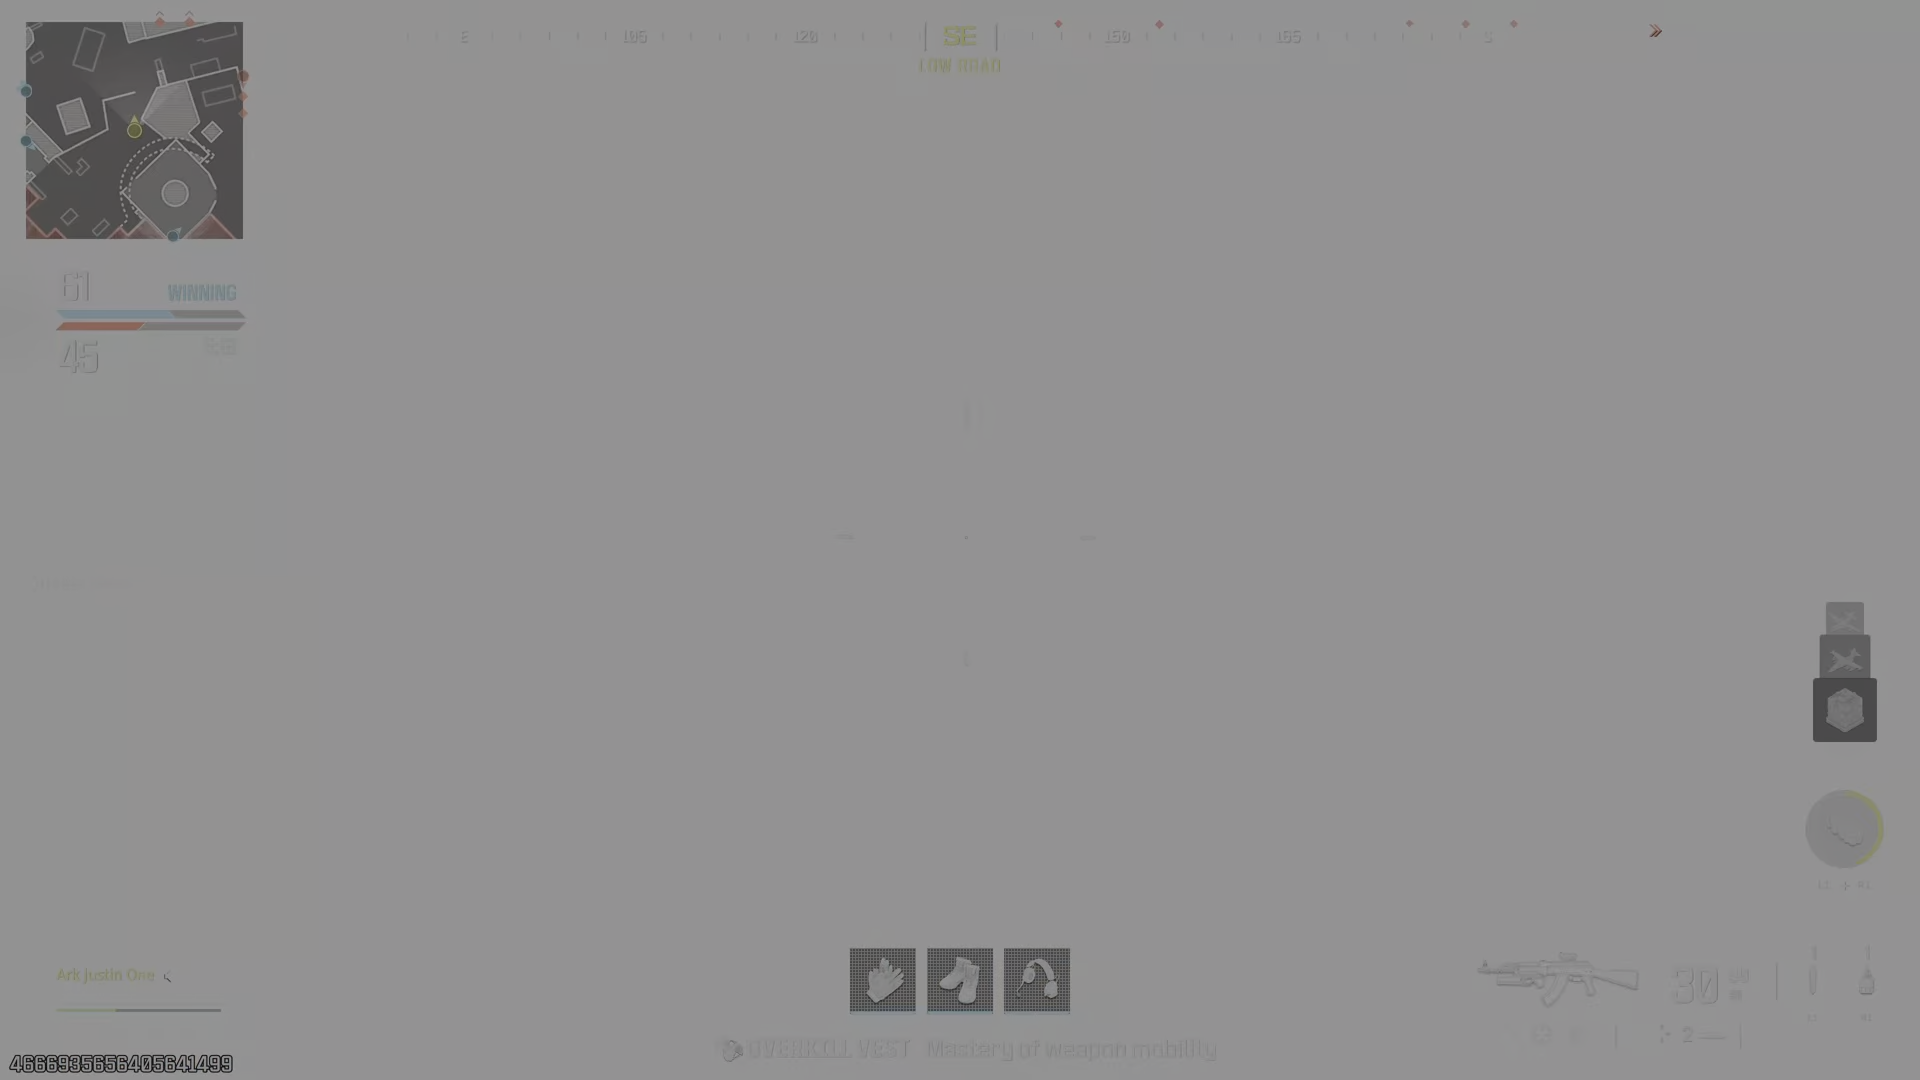 E 105 120 SE 150 165 S
LOW ROAD
61 WINNING
45
Ark Justin One
30
2
OVERKILL VEST Mastery of weapon mobility
4666935656405641499